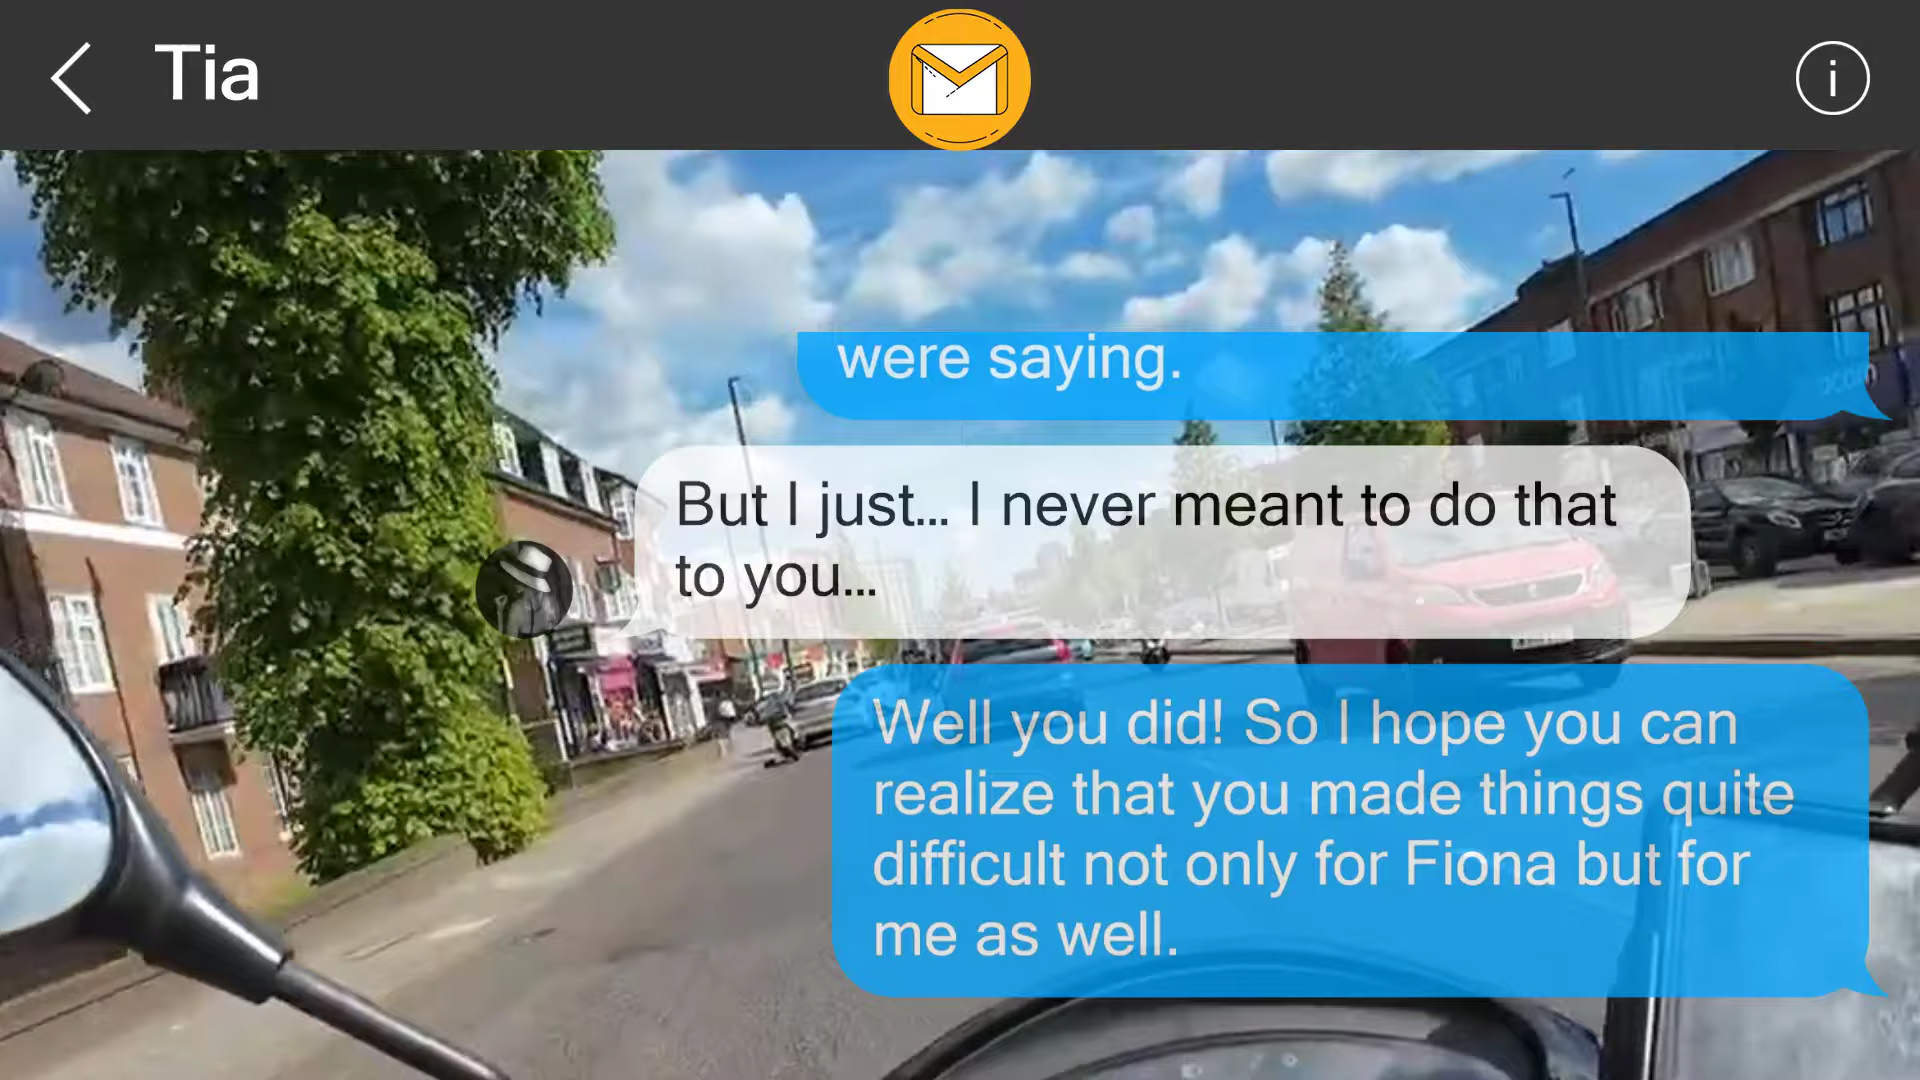 Tia
i
were saying.
But I just... I never meant to do that
to you...
Well you did! So I hope you can
realize that you made things quite
difficult not only for Fiona but for
me as well.